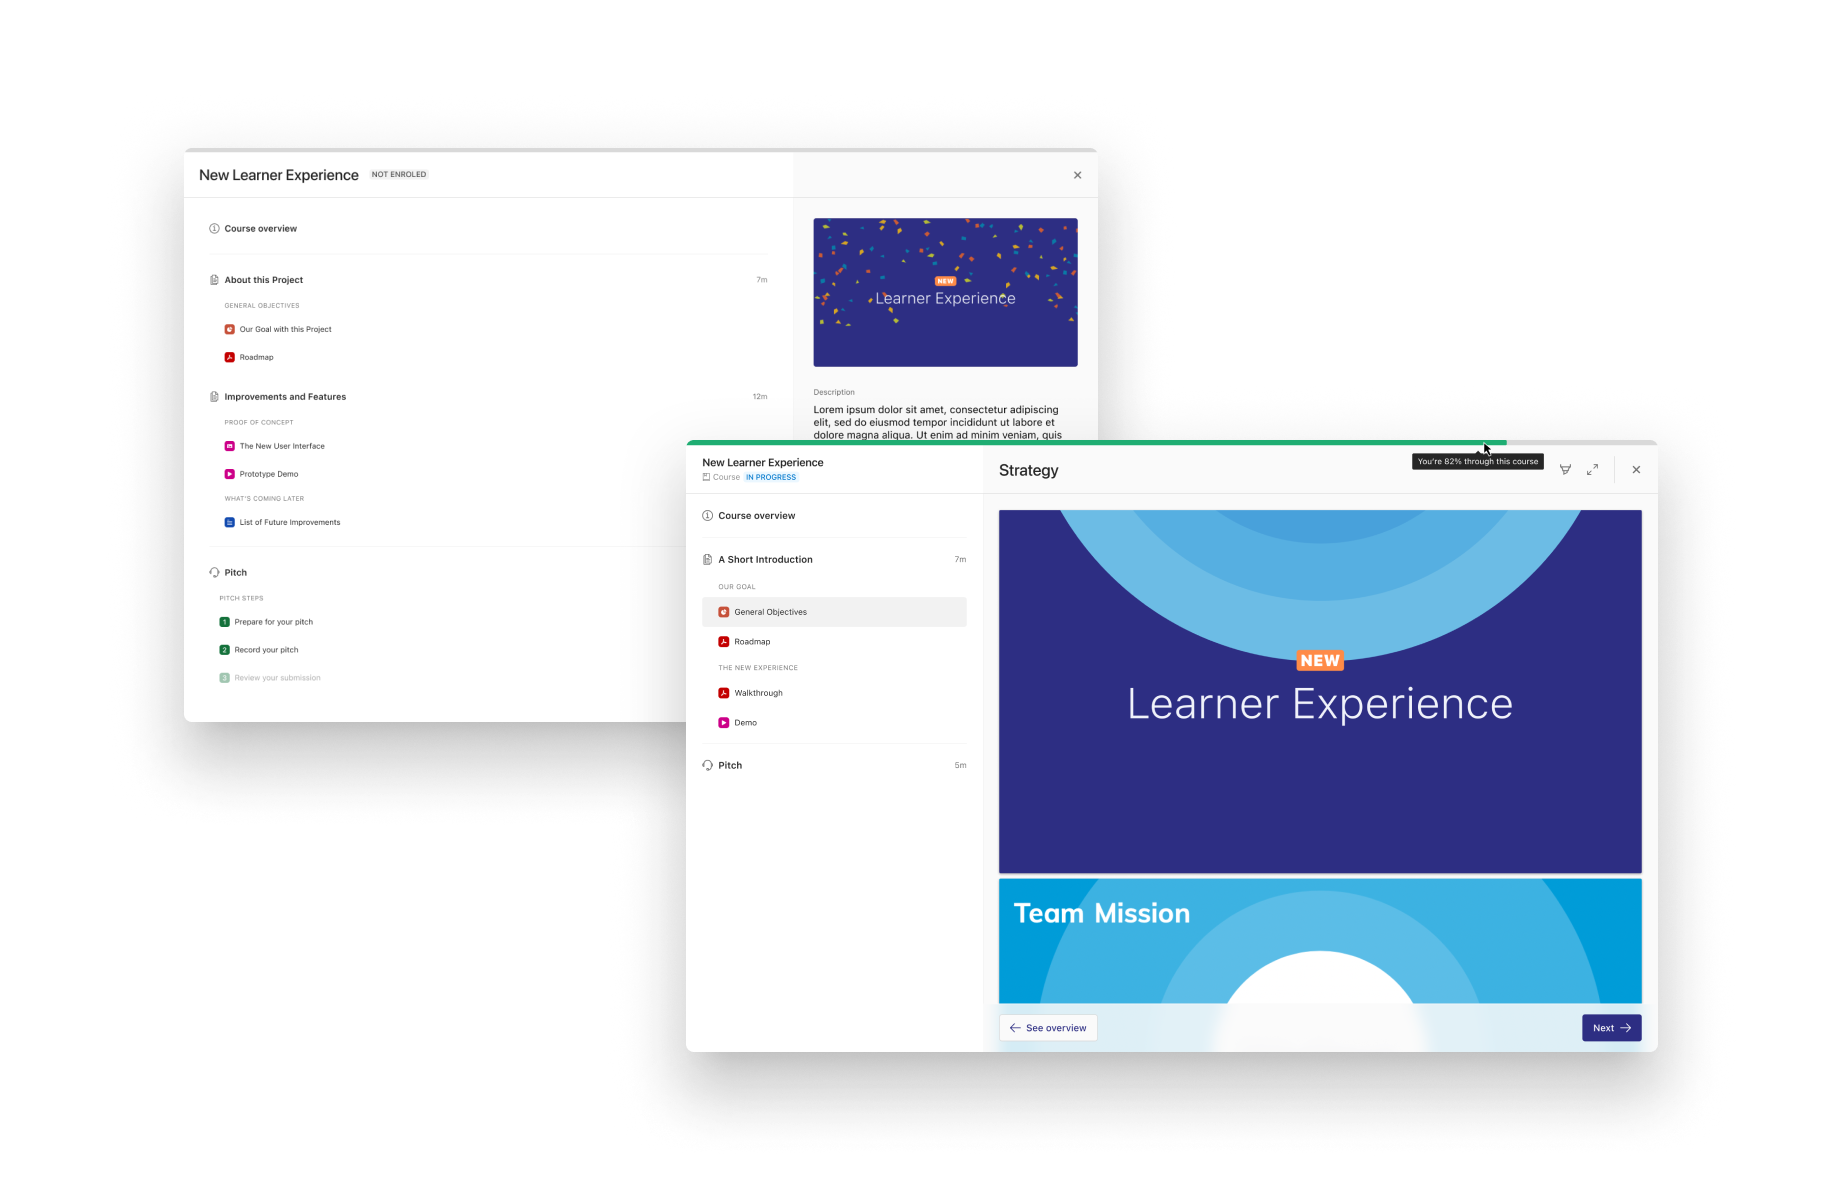 New Learner Experience NOT ENROLED
Course overview
About this Project 7m
GENERAL OBJECTIVES
Our Goal with this Project
Roadmap
Improvements and Features 12m
PROOF OF CONCEPT
The New User Interface
Prototype Demo
WHAT'S COMING LATER
List of Future Improvements
Pitch
PITCH STEPS
1 Prepare for your pitch
2 Record your pitch
3 Review your submission
NEW
Learner Experience
Description
Lorem ipsum dolor sit amet, consectetur adipiscing
elit, sed do eiusmod tempor incididunt ut labore et
dolore magna aliqua. Ut enim ad minim veniam, quis
New Learner Experience
Course IN PROGRESS
Course overview
A Short Introduction 7m
OUR GOAL
General Objectives
Roadmap
THE NEW EXPERIENCE
Walkthrough
Demo
Pitch 5m
Strategy
You're 82% through this course
NEW
Learner Experience
Team Mission
See overview
Next